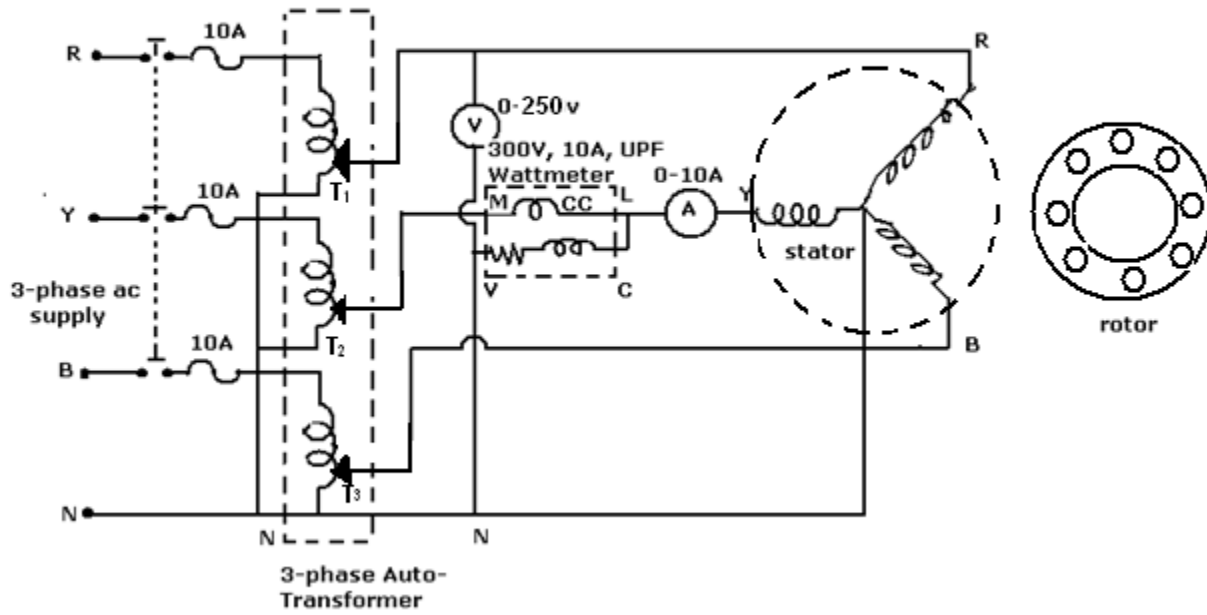 10A
R
R
0-250v
V
300V, 10A, UPF
Wattmeter
0-10A
T1
10A
Y
M
CC
L
A
Y
stator
V
C
3-phase ac
supply
10A
T2
B
B
rotor
T3
N
N
N
3-phase Auto-
Transformer